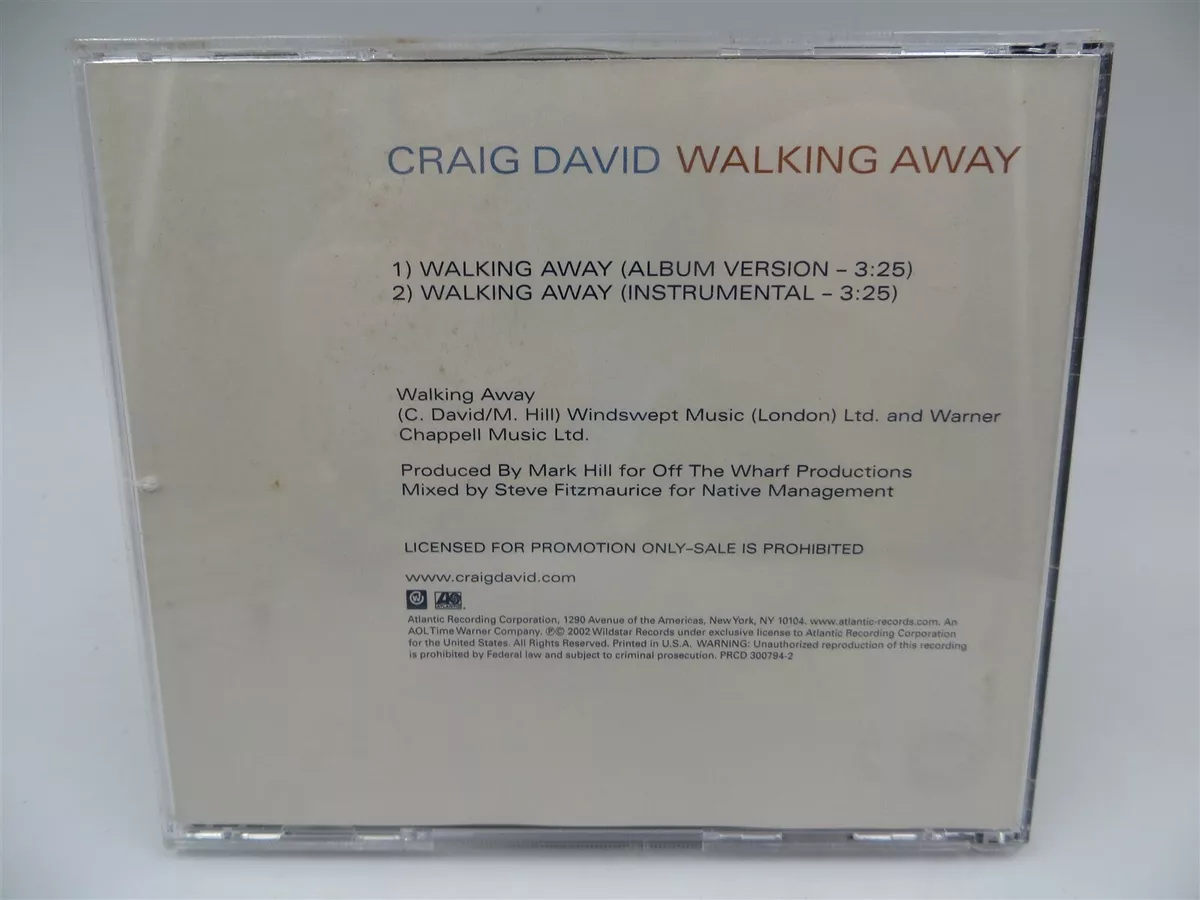 CRAIG DAVID WALKING AWAY
1) WALKING AWAY (ALBUM VERSION – 3:25)
2) WALKING AWAY (INSTRUMENTAL – 3:25)
Walking Away
(C. David/M. Hill) Windswept Music (London) Ltd. and Warner
Chappell Music Ltd.
Produced By Mark Hill for Off The Wharf Productions
Mixed by Steve Fitzmaurice for Native Management
LICENSED FOR PROMOTION ONLY–SALE IS PROHIBITED
www.craigdavid.com
ATLANTIC
Atlantic Recording Corporation, 1290 Avenue of the Americas, New York, NY 10104. www.atlantic-records.com. An
AOL Time Warner Company. ℗© 2002 Wildstar Records under exclusive license to Atlantic Recording Corporation
for the United States. All Rights Reserved. Printed in U.S.A. WARNING: Unauthorized reproduction of this recording
is prohibited by Federal law and subject to criminal prosecution. PRCD 300794-2